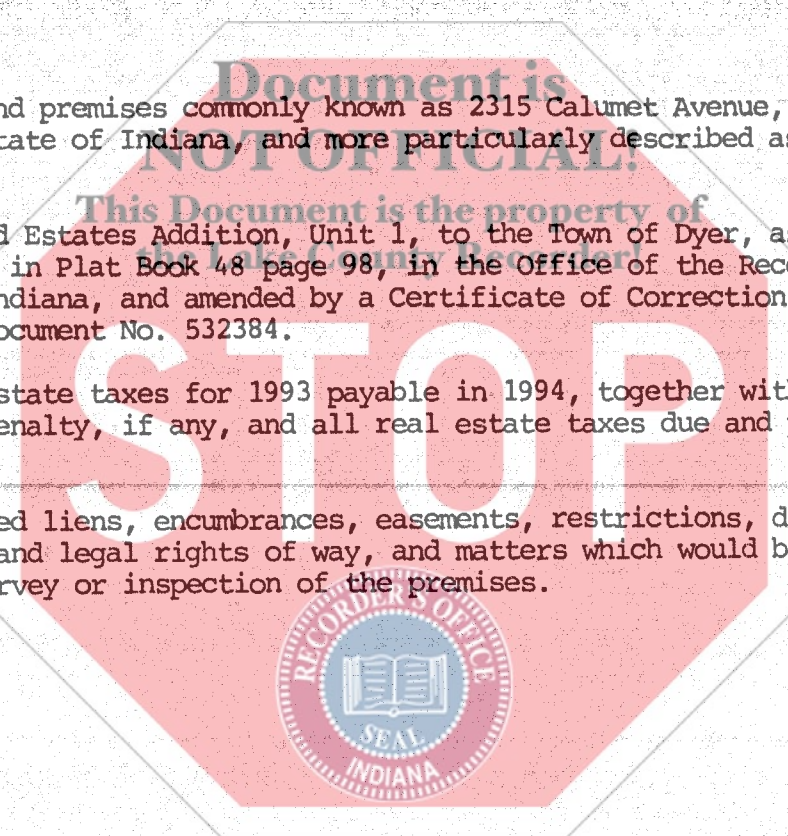 Document is
nd premises commonly known as 2315 Calumet Avenue,
tate of Indiana, and more particularly described as
NOT OFFICIAL!
This Document is the property of
d Estates Addition, Unit 1, to the Town of Dyer, as
the Lake County Recorder!
in Plat Book 48 page 98, in the Office of the Reco
ndiana, and amended by a Certificate of Correction
ocument No. 532384.
STOP
state taxes for 1993 payable in 1994, together with
enalty, if any, and all real estate taxes due and
ed liens, encumbrances, easements, restrictions, d
and legal rights of way, and matters which would b
rvey or inspection of the premises.
RECORDER'S OFFICE
SEAL
INDIANA